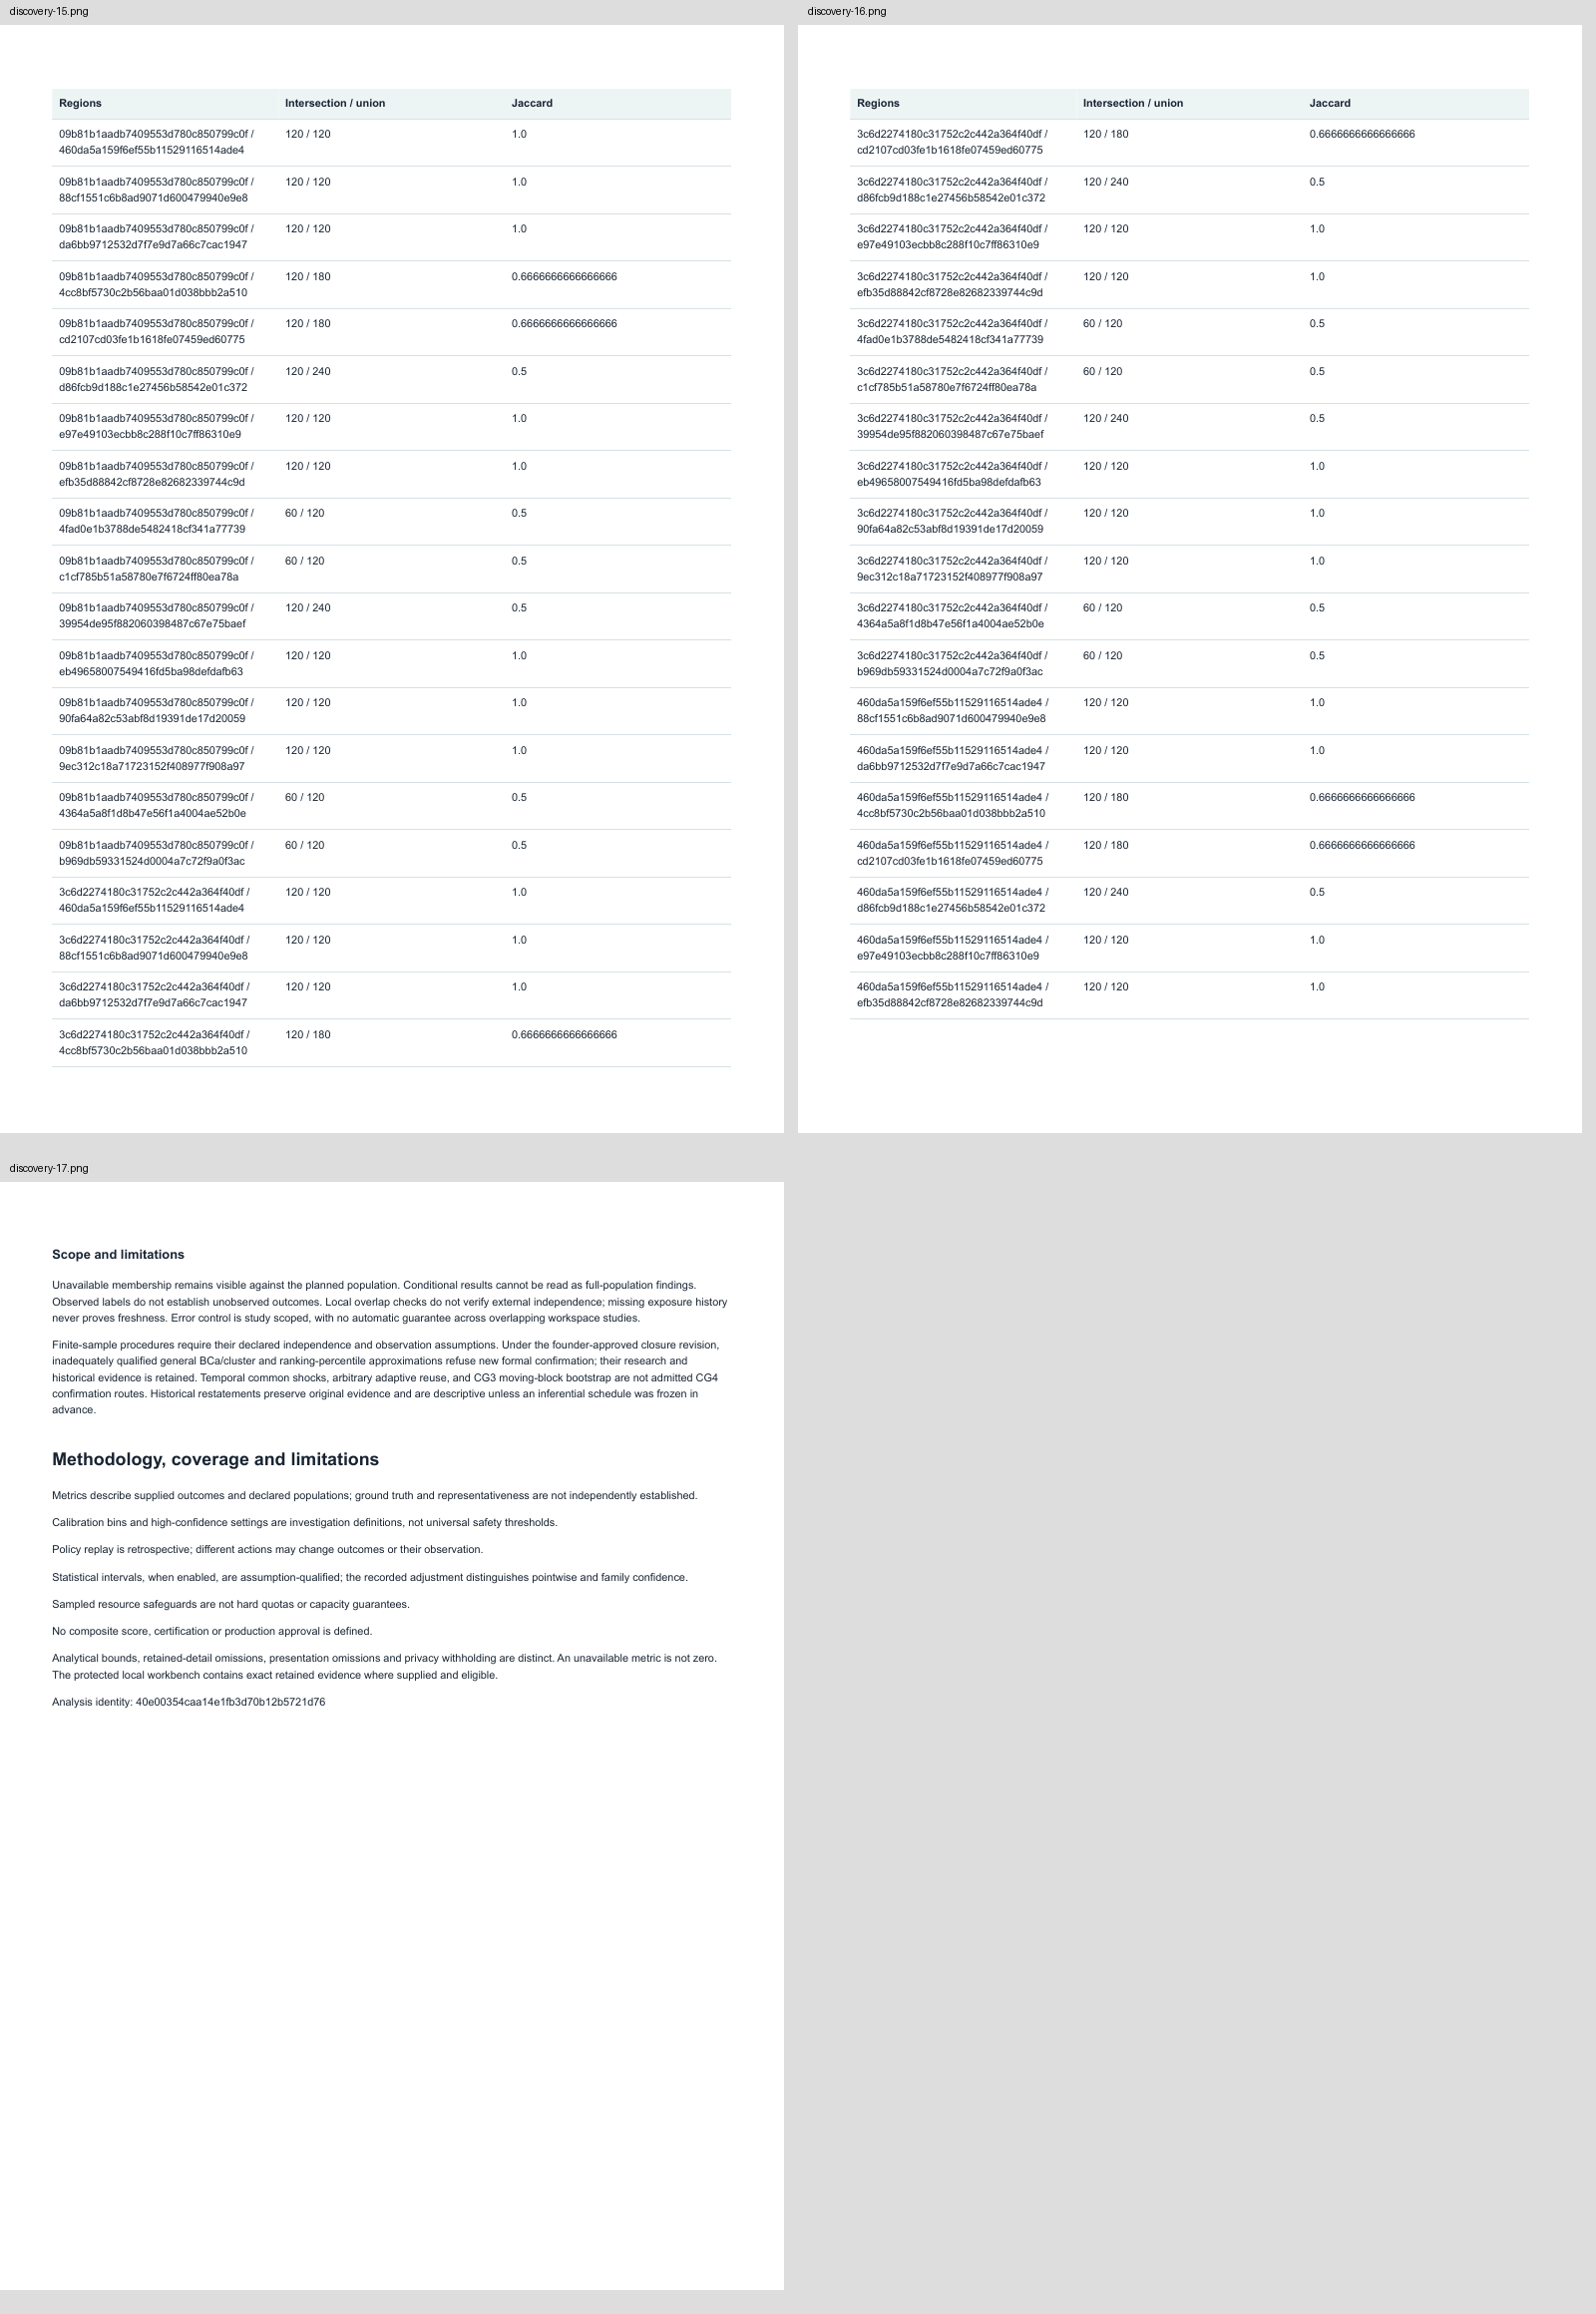 discovery-15.png
Regions Intersection / union Jaccard
09b81b1aadb7409553d780c850799c0f / 120 / 120 1.0
460da5a159f6ef55b11529116514ade4
09b81b1aadb7409553d780c850799c0f / 120 / 120 1.0
88cf1551c6b8ad9071d600479940e9e8
09b81b1aadb7409553d780c850799c0f / 120 / 120 1.0
da6bb9712532d7f7e9d7a66c7cac1947
09b81b1aadb7409553d780c850799c0f / 120 / 180 0.6666666666666666
4cc8bf5730c2b56baa01d038bbb2a510
09b81b1aadb7409553d780c850799c0f / 120 / 180 0.6666666666666666
cd2107cd03fe1b1618fe07459ed60775
09b81b1aadb7409553d780c850799c0f / 120 / 240 0.5
d86fcb9d188c1e27456b58542e01c372
09b81b1aadb7409553d780c850799c0f / 120 / 120 1.0
e97e49103ecbb8c288f10c7ff86310e9
09b81b1aadb7409553d780c850799c0f / 120 / 120 1.0
efb35d88842cf8728e82682339744c9d
09b81b1aadb7409553d780c850799c0f / 60 / 120 0.5
4fad0e1b3788de5482418cf341a77739
09b81b1aadb7409553d780c850799c0f / 60 / 120 0.5
c1cf785b51a58780e7f6724ff80ea78a
09b81b1aadb7409553d780c850799c0f / 120 / 240 0.5
39954de95f882060398487c67e75baef
09b81b1aadb7409553d780c850799c0f / 120 / 120 1.0
eb49658007549416fd5ba98defdafb63
09b81b1aadb7409553d780c850799c0f / 120 / 120 1.0
90fa64a82c53abf8d19391de17d20059
09b81b1aadb7409553d780c850799c0f / 120 / 120 1.0
9ec312c18a71723152f408977f908a97
09b81b1aadb7409553d780c850799c0f / 60 / 120 0.5
4364a5a8f1d8b47e56f1a4004ae52b0e
09b81b1aadb7409553d780c850799c0f / 60 / 120 0.5
b969db59331524d0004a7c72f9a0f3ac
3c6d2274180c31752c2c442a364f40df / 120 / 120 1.0
460da5a159f6ef55b11529116514ade4
3c6d2274180c31752c2c442a364f40df / 120 / 120 1.0
88cf1551c6b8ad9071d600479940e9e8
3c6d2274180c31752c2c442a364f40df / 120 / 120 1.0
da6bb9712532d7f7e9d7a66c7cac1947
3c6d2274180c31752c2c442a364f40df / 120 / 180 0.6666666666666666
4cc8bf5730c2b56baa01d038bbb2a510
discovery-16.png
Regions Intersection / union Jaccard
3c6d2274180c31752c2c442a364f40df / 120 / 180 0.6666666666666666
cd2107cd03fe1b1618fe07459ed60775
3c6d2274180c31752c2c442a364f40df / 120 / 240 0.5
d86fcb9d188c1e27456b58542e01c372
3c6d2274180c31752c2c442a364f40df / 120 / 120 1.0
e97e49103ecbb8c288f10c7ff86310e9
3c6d2274180c31752c2c442a364f40df / 120 / 120 1.0
efb35d88842cf8728e82682339744c9d
3c6d2274180c31752c2c442a364f40df / 60 / 120 0.5
4fad0e1b3788de5482418cf341a77739
3c6d2274180c31752c2c442a364f40df / 60 / 120 0.5
c1cf785b51a58780e7f6724ff80ea78a
3c6d2274180c31752c2c442a364f40df / 120 / 240 0.5
39954de95f882060398487c67e75baef
3c6d2274180c31752c2c442a364f40df / 120 / 120 1.0
eb49658007549416fd5ba98defdafb63
3c6d2274180c31752c2c442a364f40df / 120 / 120 1.0
90fa64a82c53abf8d19391de17d20059
3c6d2274180c31752c2c442a364f40df / 120 / 120 1.0
9ec312c18a71723152f408977f908a97
3c6d2274180c31752c2c442a364f40df / 60 / 120 0.5
4364a5a8f1d8b47e56f1a4004ae52b0e
3c6d2274180c31752c2c442a364f40df / 60 / 120 0.5
b969db59331524d0004a7c72f9a0f3ac
460da5a159f6ef55b11529116514ade4 / 120 / 120 1.0
88cf1551c6b8ad9071d600479940e9e8
460da5a159f6ef55b11529116514ade4 / 120 / 120 1.0
da6bb9712532d7f7e9d7a66c7cac1947
460da5a159f6ef55b11529116514ade4 / 120 / 180 0.6666666666666666
4cc8bf5730c2b56baa01d038bbb2a510
460da5a159f6ef55b11529116514ade4 / 120 / 180 0.6666666666666666
cd2107cd03fe1b1618fe07459ed60775
460da5a159f6ef55b11529116514ade4 / 120 / 240 0.5
d86fcb9d188c1e27456b58542e01c372
460da5a159f6ef55b11529116514ade4 / 120 / 120 1.0
e97e49103ecbb8c288f10c7ff86310e9
460da5a159f6ef55b11529116514ade4 / 120 / 120 1.0
efb35d88842cf8728e82682339744c9d
discovery-17.png
Scope and limitations
Unavailable membership remains visible against the planned population. Conditional results cannot be read as full-population findings.
Observed labels do not establish unobserved outcomes. Local overlap checks do not verify external independence; missing exposure history
never proves freshness. Error control is study scoped, with no automatic guarantee across overlapping workspace studies.
Finite-sample procedures require their declared independence and observation assumptions. Under the founder-approved closure revision,
inadequately qualified general BCa/cluster and ranking-percentile approximations refuse new formal confirmation; their research and
historical evidence is retained. Temporal common shocks, arbitrary adaptive reuse, and CG3 moving-block bootstrap are not admitted CG4
confirmation routes. Historical restatements preserve original evidence and are descriptive unless an inferential schedule was frozen in
advance.
Methodology, coverage and limitations
Metrics describe supplied outcomes and declared populations; ground truth and representativeness are not independently established.
Calibration bins and high-confidence settings are investigation definitions, not universal safety thresholds.
Policy replay is retrospective; different actions may change outcomes or their observation.
Statistical intervals, when enabled, are assumption-qualified; the recorded adjustment distinguishes pointwise and family confidence.
Sampled resource safeguards are not hard quotas or capacity guarantees.
No composite score, certification or production approval is defined.
Analytical bounds, retained-detail omissions, presentation omissions and privacy withholding are distinct. An unavailable metric is not zero.
The protected local workbench contains exact retained evidence where supplied and eligible.
Analysis identity: 40e00354caa14e1fb3d70b12b5721d76